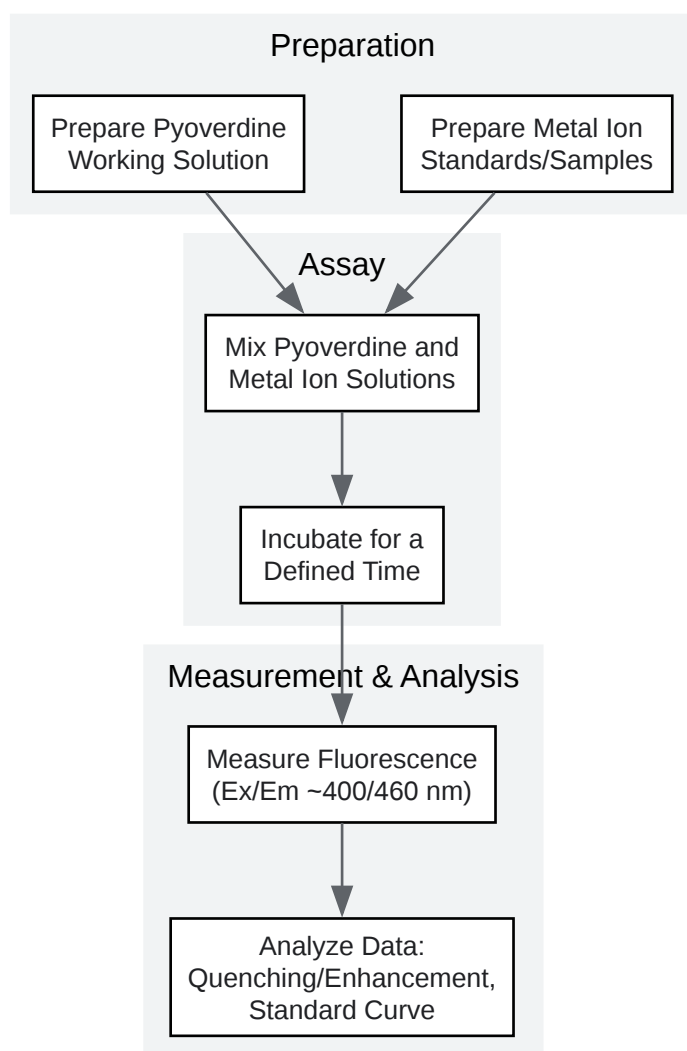 Preparation
Prepare Pyoverdine
Working Solution
Prepare Metal Ion
Standards/Samples
Assay
Mix Pyoverdine and
Metal Ion Solutions
Incubate for a
Defined Time
Measurement & Analysis
Measure Fluorescence
(Ex/Em ~400/460 nm)
Analyze Data:
Quenching/Enhancement,
Standard Curve